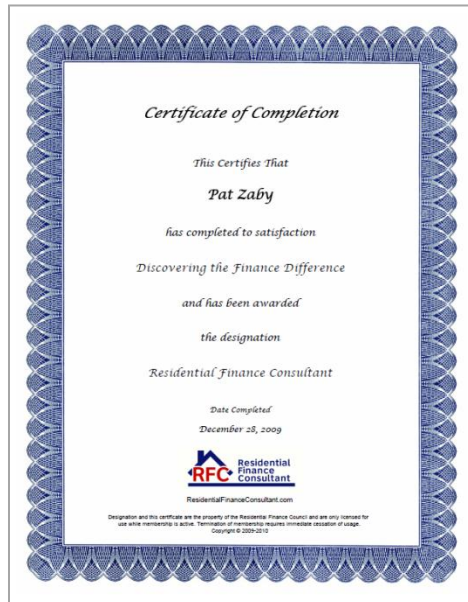 Certificate of Completion
This Certifies That
Pat Zaby
has completed to satisfaction
Discovering the Finance Difference
and has been awarded
the designation
Residential Finance Consultant
Date Completed
December 28, 2009
RFC
Residential
Finance
Consultant
ResidentialFinanceConsultant.com
Designation and this certificate are the property of the Residential Finance Council and are only licensed for
use while membership is active. Termination of membership requires immediate cessation of usage.
Copyright © 2009-2010